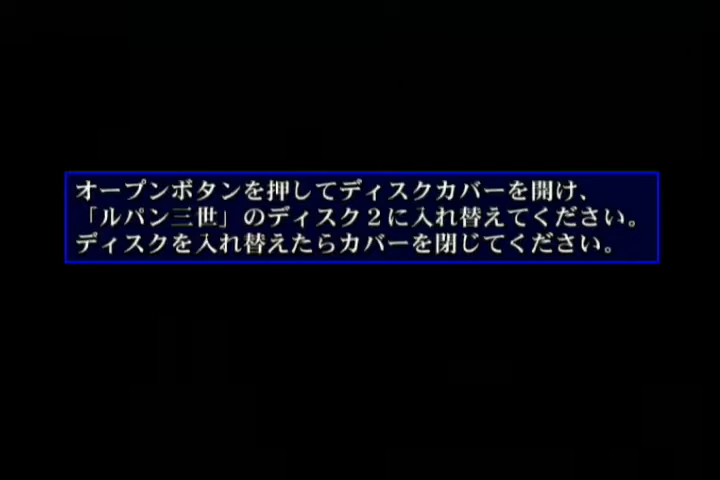 オープンボタンを押してディスクカバーを開け、
「ルパン三世」のディスク２に入れ替えてください。
ディスクを入れ替えたらカバーを閉じてください。